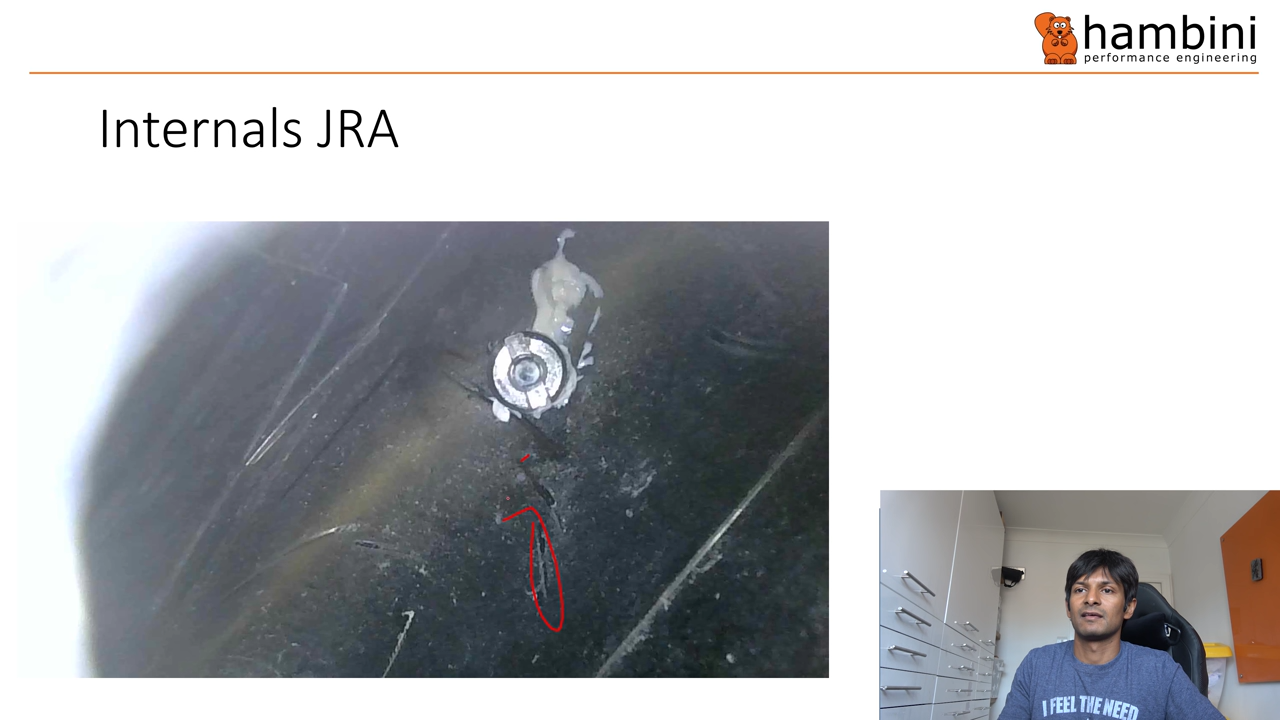 hambini
performance engineering
Internals JRA
I FEEL THE NEED